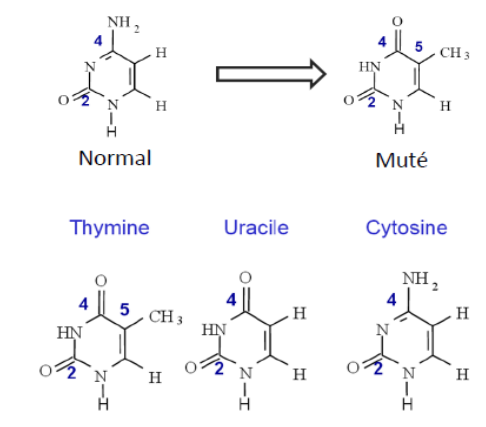 NH2 O
4 H 4 5 CH3
N HN
O 2 N H O 2 N H
H H
Normal Muté
Thymine Uracile Cytosine
O O NH2
4 5 CH3 4 H 4 H
HN HN N
O 2 N H O 2 N H O 2 N H
H H H